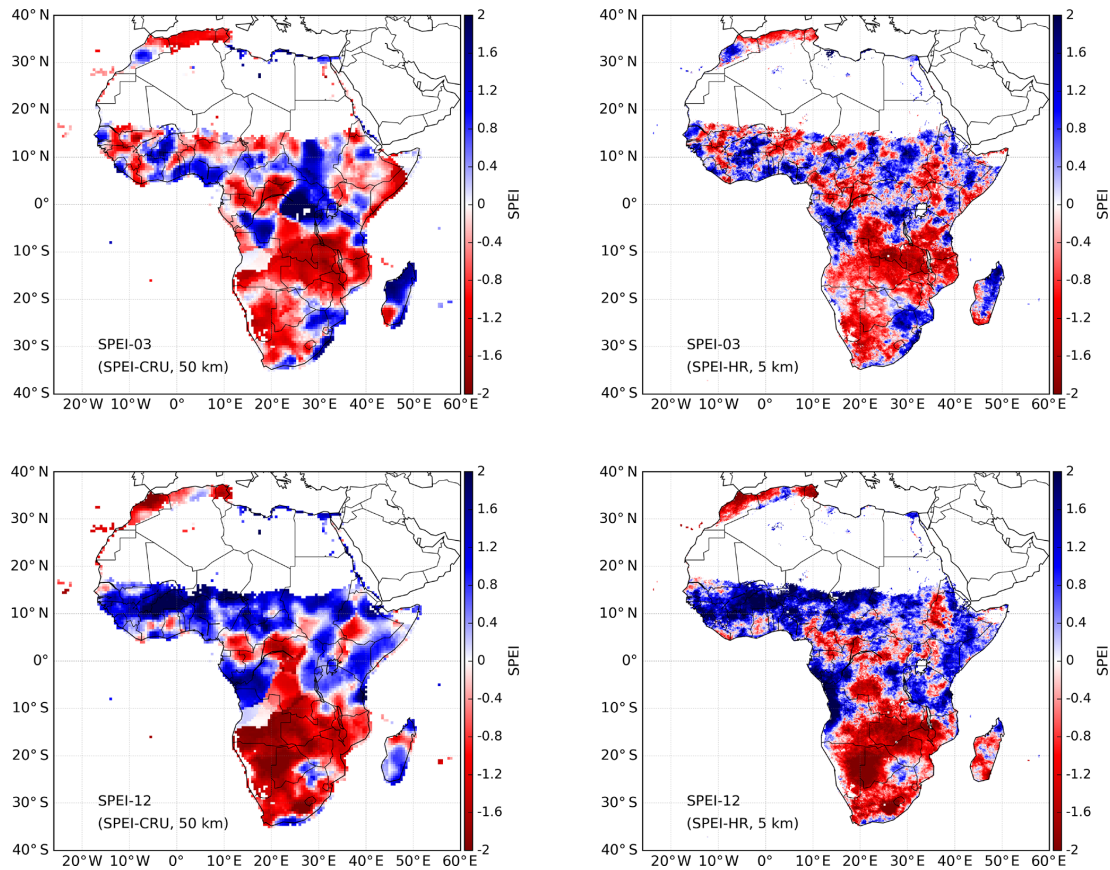 40° N
30° N
20° N
10° N
0°
10° S
20° S
30° S
40° S
20° W 10° W 0° 10° E 20° E 30° E 40° E 50° E 60° E
SPEI-03
(SPEI-CRU, 50 km)
2
1.6
1.2
0.8
0.4
0
-0.4
-0.8
-1.2
-1.6
-2
SPEI
40° N
30° N
20° N
10° N
0°
10° S
20° S
30° S
40° S
20° W 10° W 0° 10° E 20° E 30° E 40° E 50° E 60° E
SPEI-03
(SPEI-HR, 5 km)
2
1.6
1.2
0.8
0.4
0
-0.4
-0.8
-1.2
-1.6
-2
SPEI
40° N
30° N
20° N
10° N
0°
10° S
20° S
30° S
40° S
20° W 10° W 0° 10° E 20° E 30° E 40° E 50° E 60° E
SPEI-12
(SPEI-CRU, 50 km)
2
1.6
1.2
0.8
0.4
0
-0.4
-0.8
-1.2
-1.6
-2
SPEI
40° N
30° N
20° N
10° N
0°
10° S
20° S
30° S
40° S
20° W 10° W 0° 10° E 20° E 30° E 40° E 50° E 60° E
SPEI-12
(SPEI-HR, 5 km)
2
1.6
1.2
0.8
0.4
0
-0.4
-0.8
-1.2
-1.6
-2
SPEI